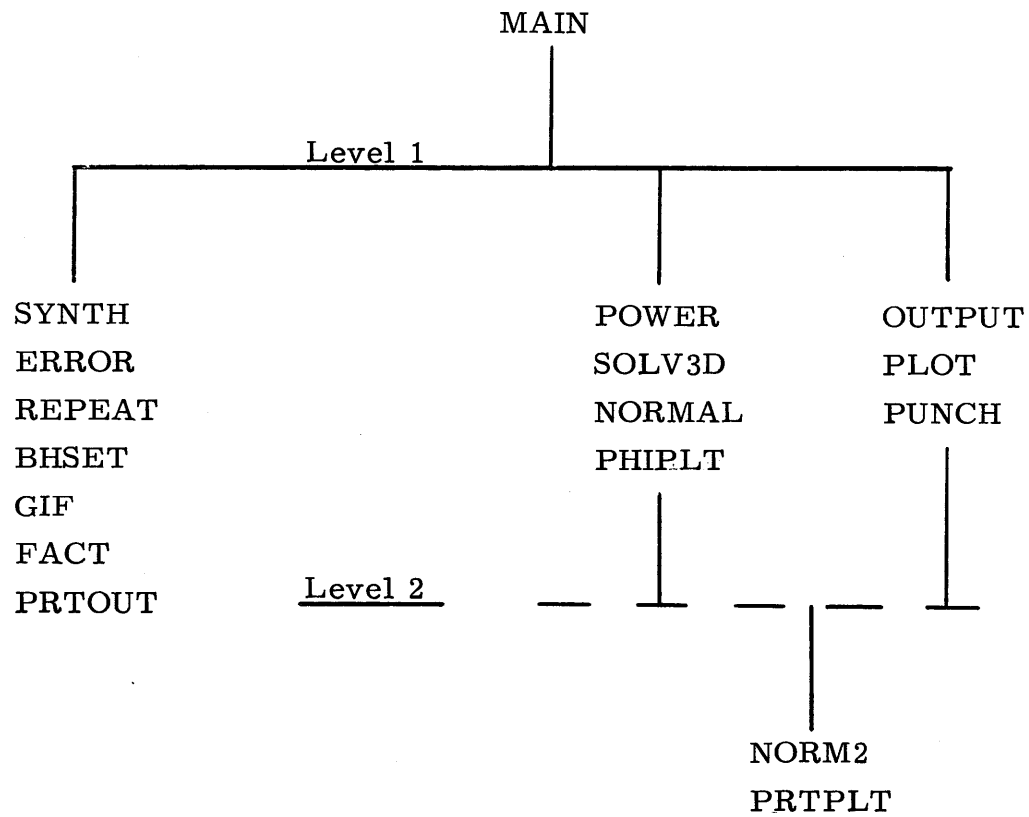 MAIN
Level 1
SYNTH
ERROR
REPEAT
BHSET
GIF
FACT
PRTOUT
POWER
SOLV3D
NORMAL
PHIPLT
OUTPUT
PLOT
PUNCH
Level 2
NORM2
PRTPLT